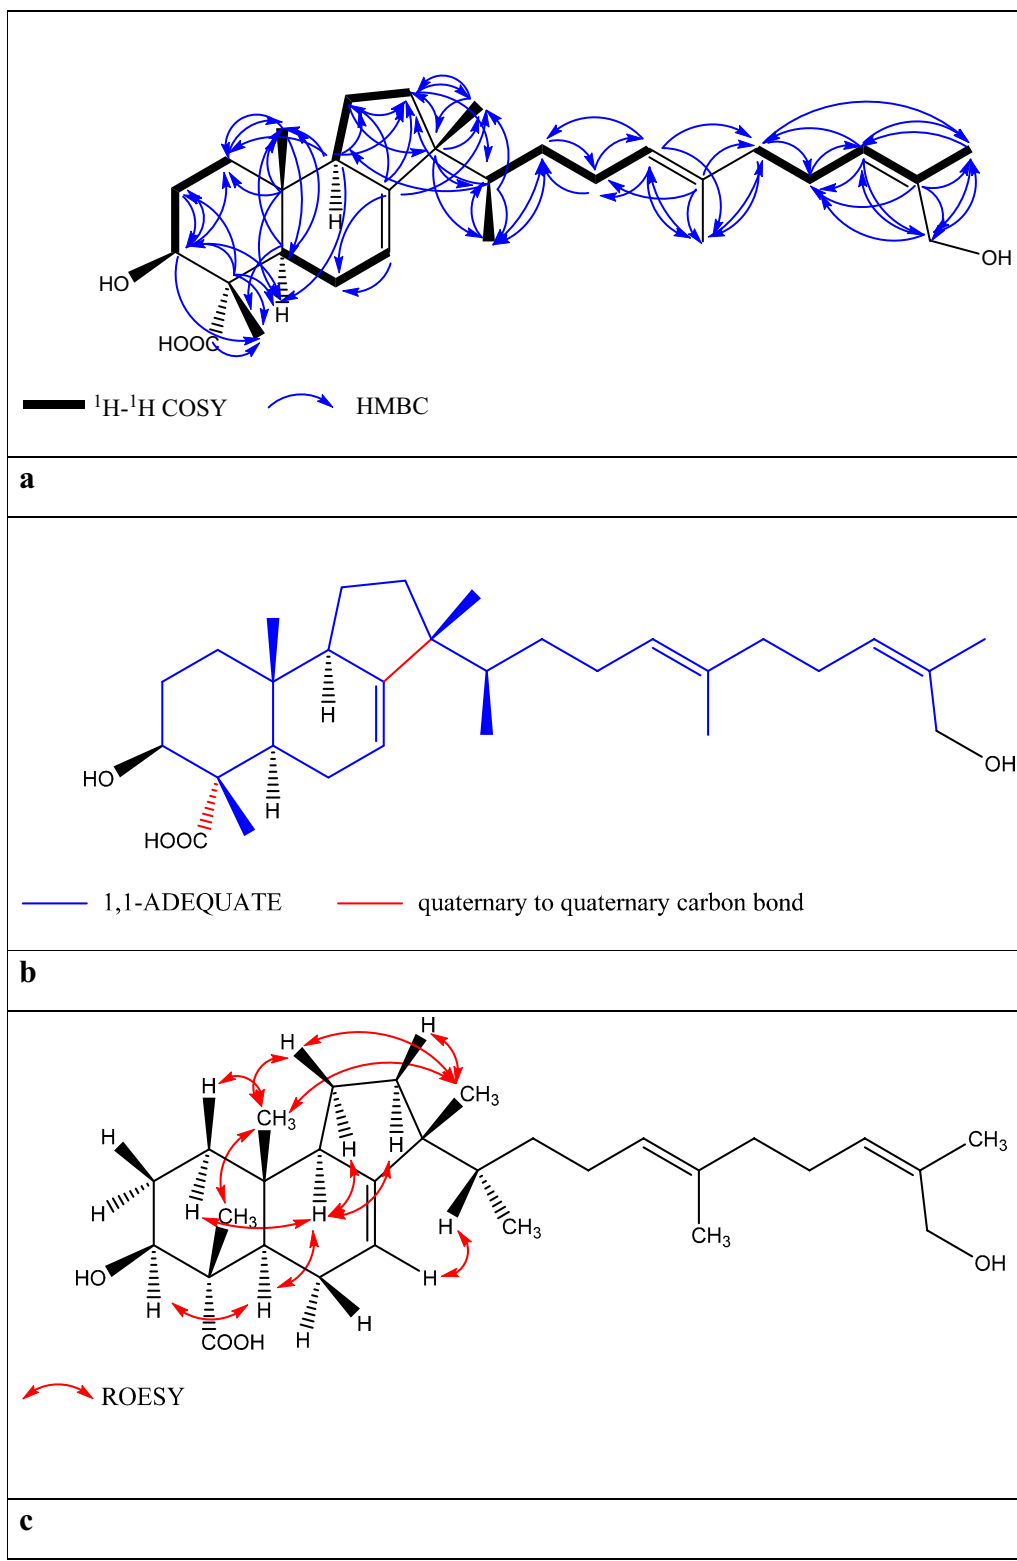 H
HO
H
HOOC
OH
¹H-¹H COSY HMBC
a
H
HO
H
HOOC
OH
1,1-ADEQUATE quaternary to quaternary carbon bond
b
H
H
H
CH₃
CH₃
H
H
H
CH₃
H
H
CH₃
H
H
CH₃
CH₃
CH₃
HO
H
OH
H
H
H
H
COOH
ROESY
c